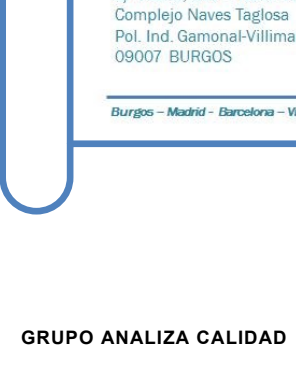 Complejo Naves Taglosa
Pol. Ind. Gamonal-Villima
09007 BURGOS
Burgos – Madrid - Barcelona – V
GRUPO ANALIZA CALIDAD